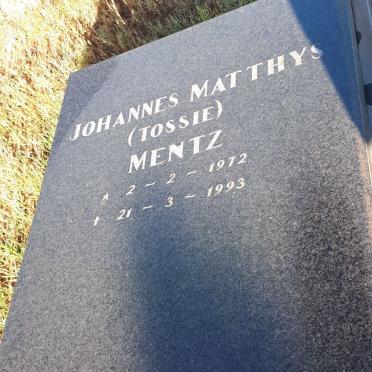 JOHANNES MATTHYS
(TOSSIE)
MENTZ
* 2 - 2 - 1972
† 21 - 3 - 1993